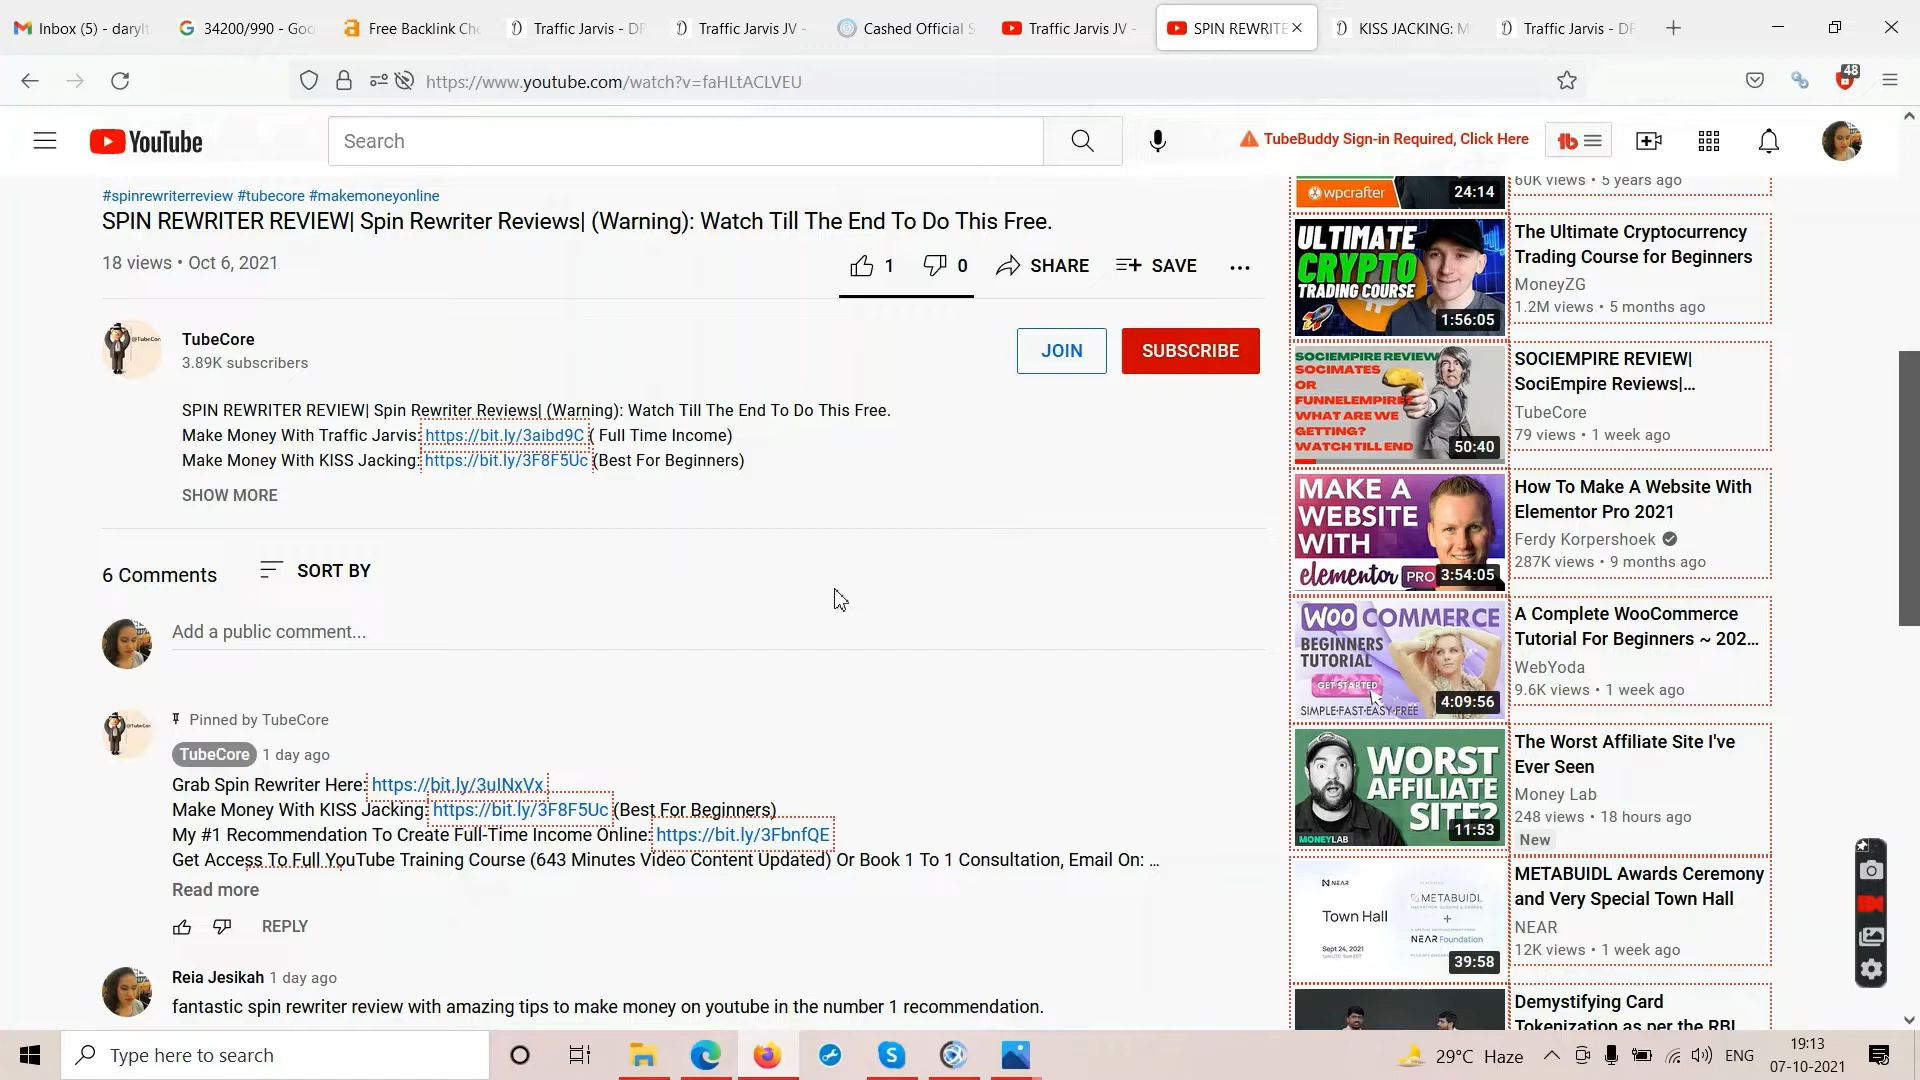 Inbox (5) - daryl
34200/990 - Goo
Free Backlink Che
Traffic Jarvis - DR
Traffic Jarvis JV -
Cashed Official S
Traffic Jarvis JV -
SPIN REWRITE
KISS JACKING: M
Traffic Jarvis - DR
https://www.youtube.com/watch?v=faHLtACLVEU
48
YouTube
Search
TubeBuddy Sign-in Required, Click Here
tb
#spinrewriterreview #tubecore #makemoneyonline
SPIN REWRITER REVIEW| Spin Rewriter Reviews| (Warning): Watch Till The End To Do This Free.
18 views • Oct 6, 2021
1
0
SHARE
SAVE
TubeCore
3.89K subscribers
JOIN
SUBSCRIBE
SPIN REWRITER REVIEW| Spin Rewriter Reviews| (Warning): Watch Till The End To Do This Free.
Make Money With Traffic Jarvis: https://bit.ly/3aibd9C ( Full Time Income)
Make Money With KISS Jacking: https://bit.ly/3F8F5Uc (Best For Beginners)
SHOW MORE
6 Comments
SORT BY
Add a public comment...
Pinned by TubeCore
TubeCore 1 day ago
Grab Spin Rewriter Here: https://bit.ly/3uINxVx
Make Money With KISS Jacking: https://bit.ly/3F8F5Uc (Best For Beginners)
My #1 Recommendation To Create Full-Time Income Online: https://bit.ly/3FbnfQE
Get Access To Full YouTube Training Course (643 Minutes Video Content Updated) Or Book 1 To 1 Consultation, Email On: ...
Read more
REPLY
Reia Jesikah 1 day ago
fantastic spin rewriter review with amazing tips to make money on youtube in the number 1 recommendation.
wpcrafter
24:14
60K views • 5 years ago
ULTIMATE
CRYPTO
TRADING COURSE
1:56:05
The Ultimate Cryptocurrency
Trading Course for Beginners
MoneyZG
1.2M views • 5 months ago
SOCIEMPIRE REVIEW
SOCIMATES
OR
FUNNELEMPIRE?
WHAT ARE WE
GETTING?
WATCH TILL END
50:40
SOCIEMPIRE REVIEW|
SociEmpire Reviews|...
TubeCore
79 views • 1 week ago
MAKE A
WEBSITE
WITH
elementor PRO
3:54:05
How To Make A Website With
Elementor Pro 2021
Ferdy Korpershoek
287K views • 9 months ago
WOO COMMERCE
BEGINNERS
TUTORIAL
GET STARTED
SIMPLE-FAST-EASY-FREE
4:09:56
A Complete WooCommerce
Tutorial For Beginners ~ 202...
WebYoda
9.6K views • 1 week ago
WORST
AFFILIATE
SITE?
MONEYLAB
11:53
The Worst Affiliate Site I've
Ever Seen
Money Lab
248 views • 18 hours ago
New
NEAR
METABUIDL
Town Hall
+
NEAR Foundation
Sept 24, 2021
39:58
METABUIDL Awards Ceremony
and Very Special Town Hall
NEAR
12K views • 1 week ago
Demystifying Card
Tokenization as per the RBI
Type here to search
29°C Haze
ENG
19:13
07-10-2021